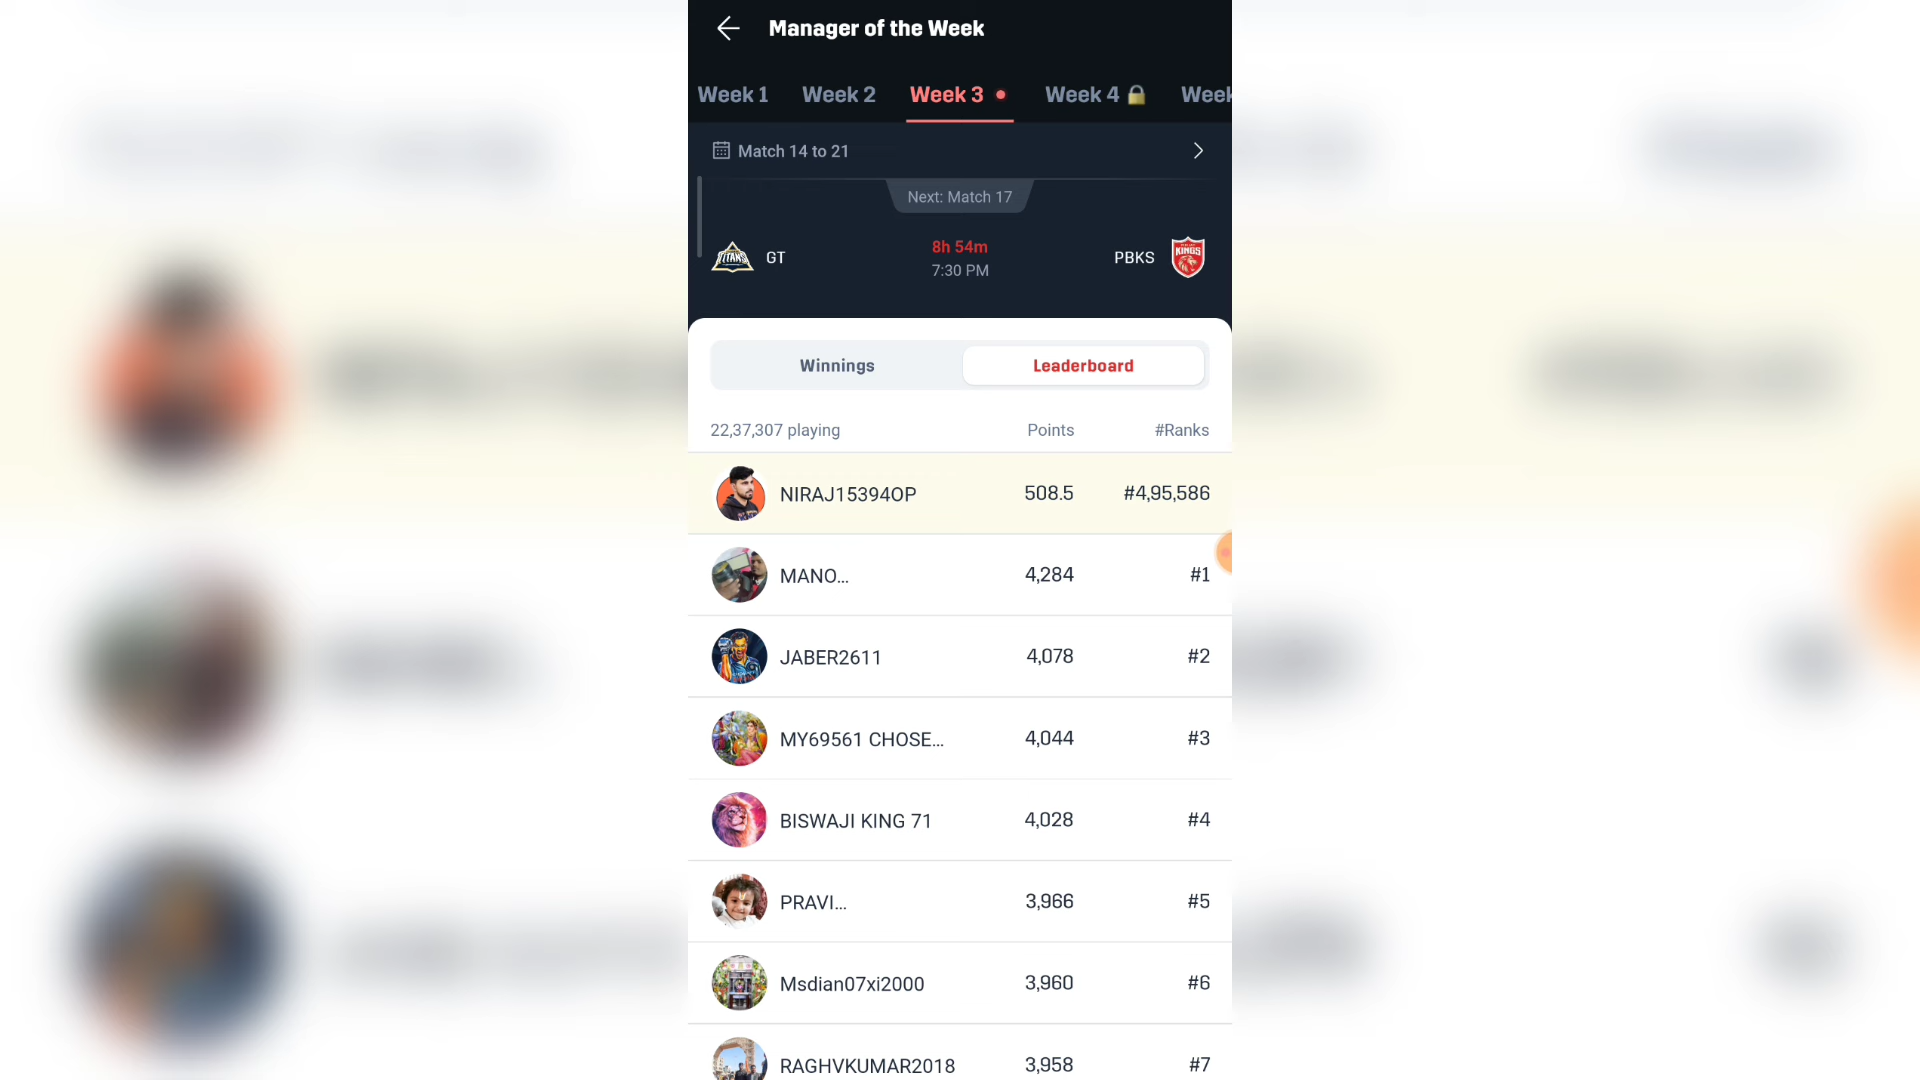 Manager of the Week
Week 1 Week 2 Week 3 Week 4 Week
Match 14 to 21
Next: Match 17
TITANS GT 8h 54m PBKS KINGS
7:30 PM
Winnings Leaderboard
22,37,307 playing Points #Ranks
NIRAJ15394OP 508.5 #4,95,586
MANO... 4,284 #1
JABER2611 4,078 #2
MY69561 CHOSE... 4,044 #3
BISWAJI KING 71 4,028 #4
PRAVI... 3,966 #5
Msdian07xi2000 3,960 #6
RAGHVKUMAR2018 3,958 #7